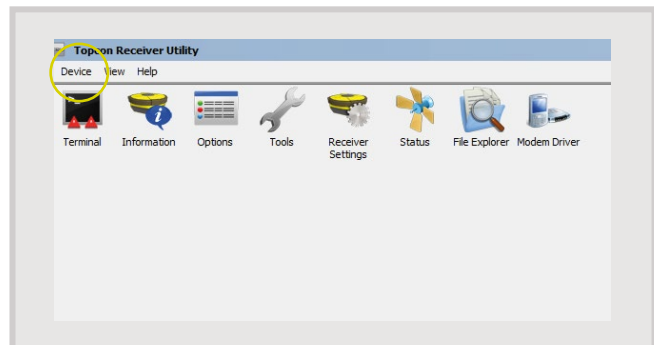 Topcon Receiver Utility
Device View Help
Terminal Information Options Tools Receiver Settings Status File Explorer Modem Driver